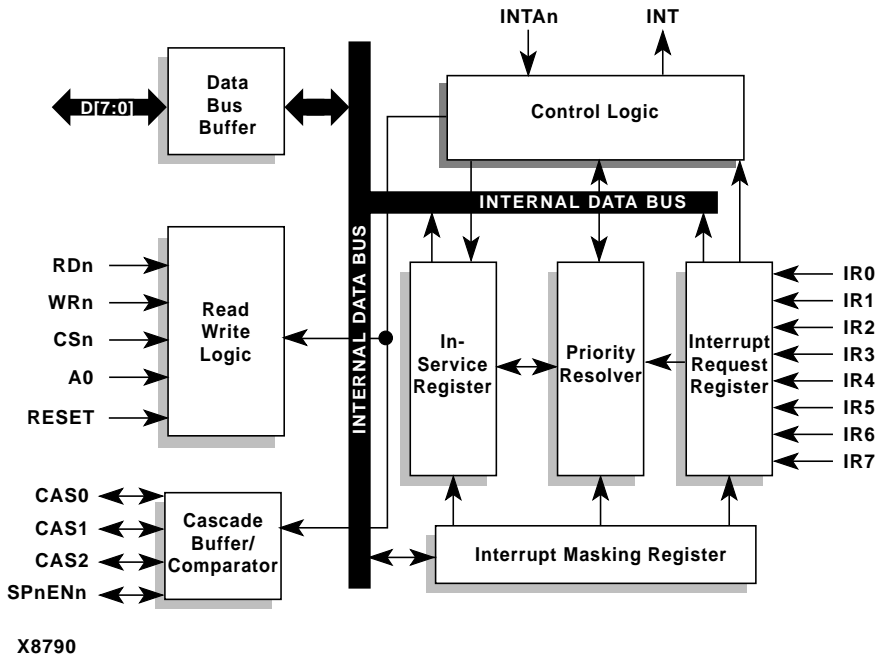 INTAn
INT
Data
Bus
Buffer
D[7:0]
Control Logic
INTERNAL DATA BUS
INTERNAL DATA BUS
RDn
WRn
CSn
A0
RESET
Read
Write
Logic
In-
Service
Register
Priority
Resolver
Interrupt
Request
Register
IR0
IR1
IR2
IR3
IR4
IR5
IR6
IR7
CAS0
CAS1
CAS2
SPnENn
Cascade
Buffer/
Comparator
Interrupt Masking Register
X8790